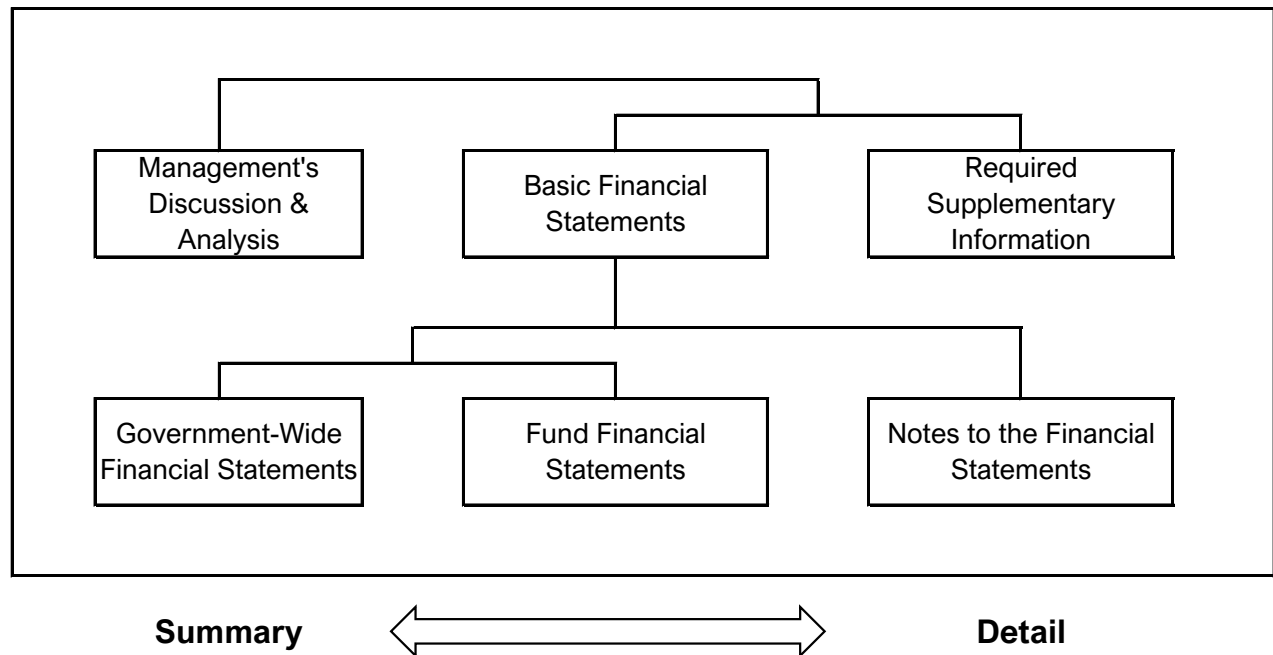 Management's
Discussion &
Analysis
Basic Financial
Statements
Required
Supplementary
Information
Government-Wide
Financial Statements
Fund Financial
Statements
Notes to the Financial
Statements
Summary
Detail